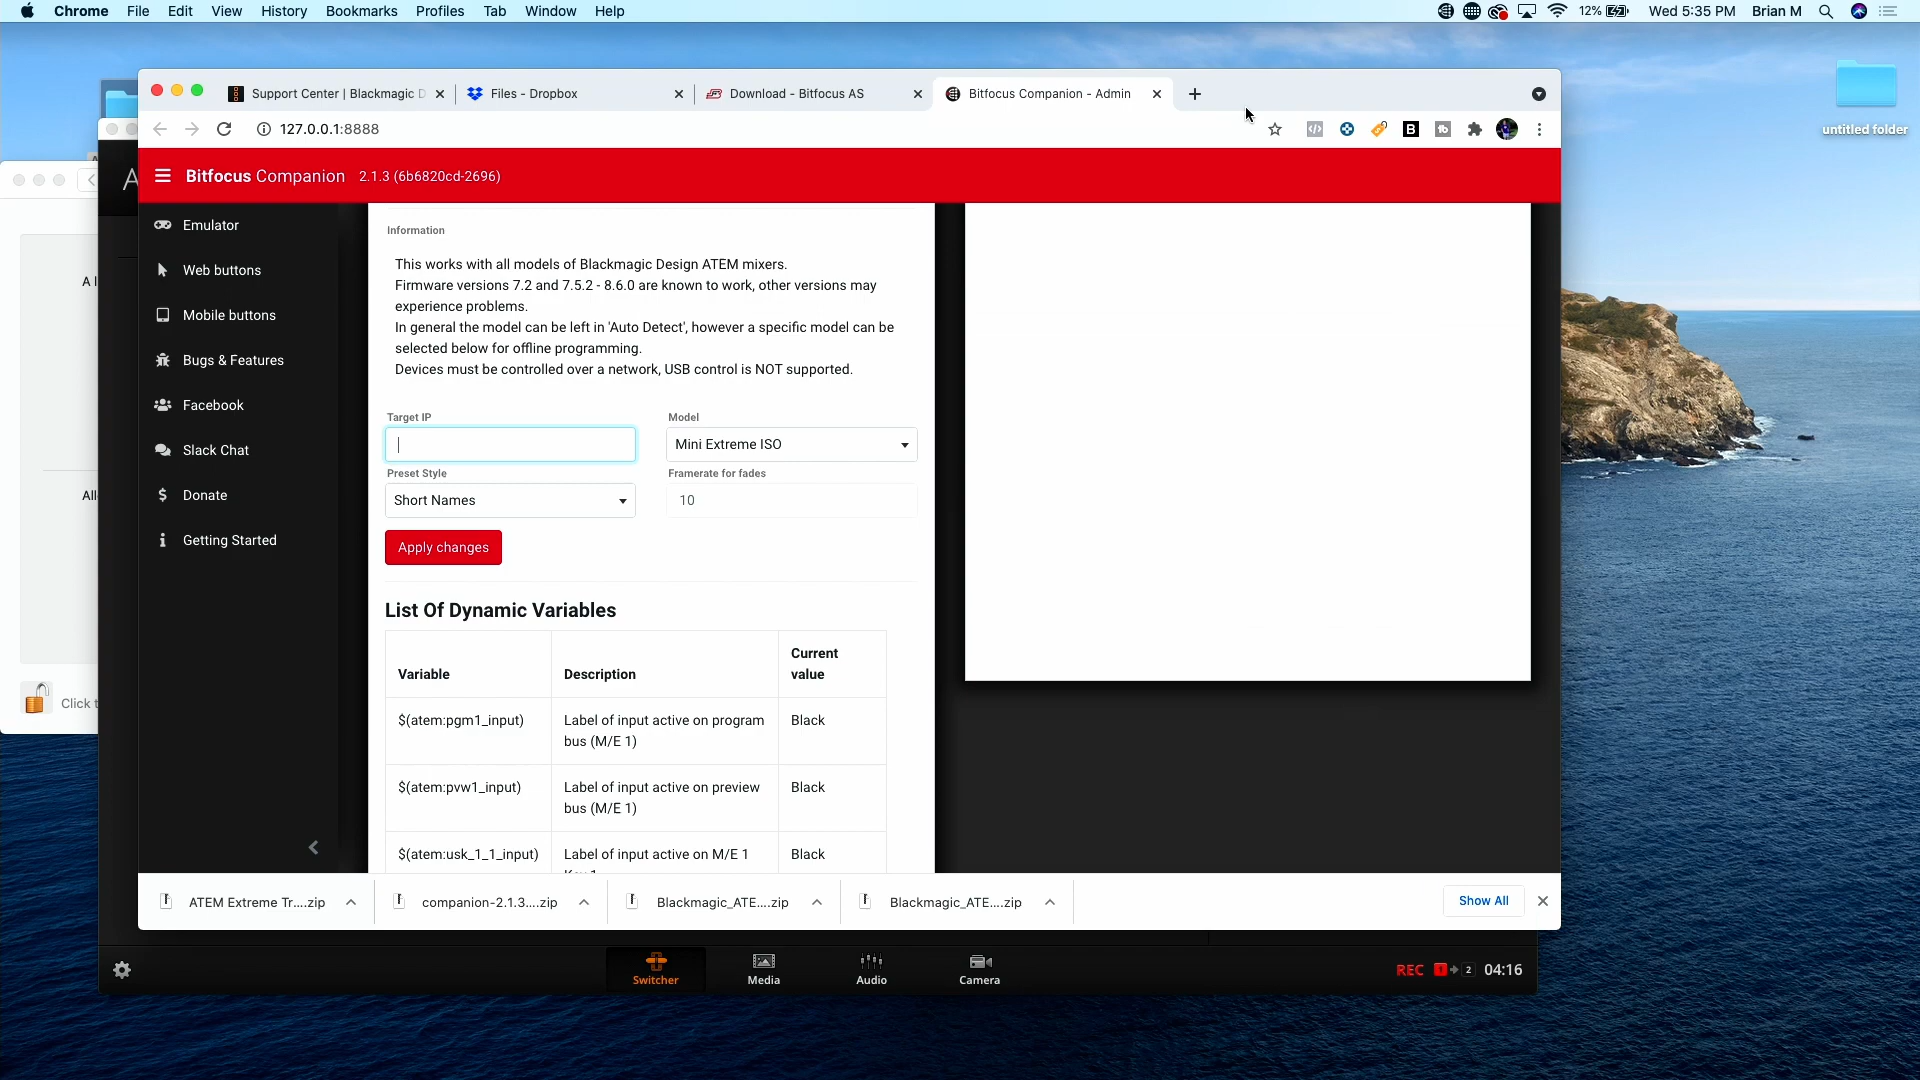 Chrome File Edit View History Bookmarks Profiles Tab Window Help
12% Wed 5:35 PM Brian M
untitled folder
Support Center | Blackmagic D
Files - Dropbox
Download - Bitfocus AS
Bitfocus Companion - Admin
127.0.0.1:8888
Bitfocus Companion 2.1.3 (6b6820cd-2696)
Emulator
Web buttons
Mobile buttons
Bugs & Features
Facebook
Slack Chat
Donate
Getting Started
Information
This works with all models of Blackmagic Design ATEM mixers.
Firmware versions 7.2 and 7.5.2 - 8.6.0 are known to work, other versions may
experience problems.
In general the model can be left in 'Auto Detect', however a specific model can be
selected below for offline programming.
Devices must be controlled over a network, USB control is NOT supported.
Target IP
Model
Mini Extreme ISO
Preset Style
Framerate for fades
Short Names
10
Apply changes
List Of Dynamic Variables
Variable Description Current
value
$(atem:pgm1_input) Label of input active on program Black
bus (M/E 1)
$(atem:pvw1_input) Label of input active on preview Black
bus (M/E 1)
$(atem:usk_1_1_input) Label of input active on M/E 1 Black
A
A l
All
Click t
ATEM Extreme Tr....zip
companion-2.1.3....zip
Blackmagic_ATE....zip
Blackmagic_ATE....zip
Show All
Switcher
Media
Audio
Camera
REC 1 2 04:16